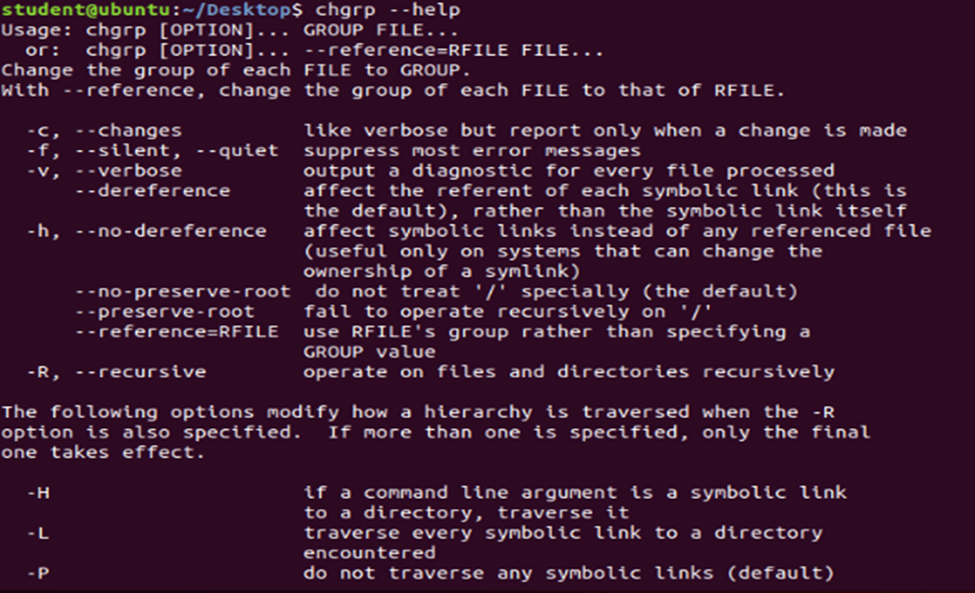 student@ubuntu:~/Desktop$ chgrp --help
Usage: chgrp [OPTION]... GROUP FILE...
  or:  chgrp [OPTION]... --reference=RFILE FILE...
Change the group of each FILE to GROUP.
With --reference, change the group of each FILE to that of RFILE.

  -c, --changes          like verbose but report only when a change is made
  -f, --silent, --quiet  suppress most error messages
  -v, --verbose          output a diagnostic for every file processed
      --dereference      affect the referent of each symbolic link (this is
                         the default), rather than the symbolic link itself
  -h, --no-dereference   affect symbolic links instead of any referenced file
                         (useful only on systems that can change the
                         ownership of a symlink)
      --no-preserve-root  do not treat '/' specially (the default)
      --preserve-root    fail to operate recursively on '/'
      --reference=RFILE  use RFILE's group rather than specifying a
                         GROUP value
  -R, --recursive        operate on files and directories recursively

The following options modify how a hierarchy is traversed when the -R
option is also specified.  If more than one is specified, only the final
one takes effect.

  -H                     if a command line argument is a symbolic link
                         to a directory, traverse it
  -L                     traverse every symbolic link to a directory
                         encountered
  -P                     do not traverse any symbolic links (default)